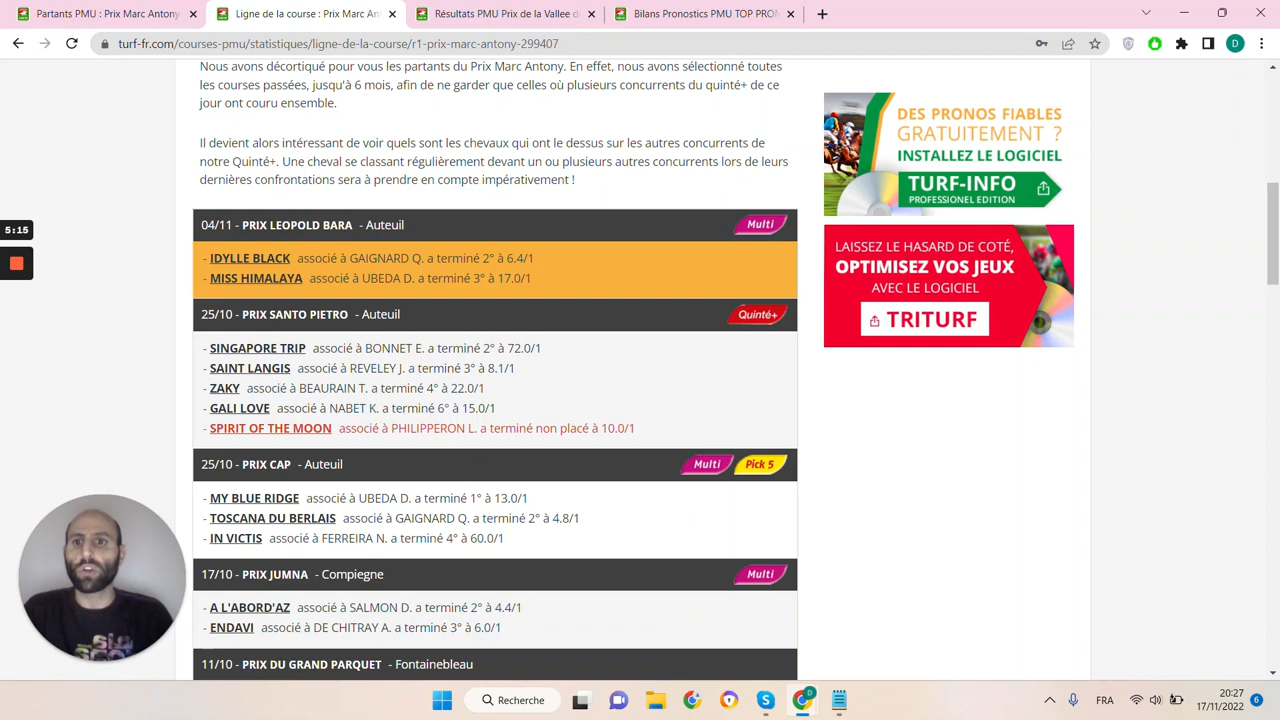 Partants PMU : Prix Marc Antony
Ligne de la course : Prix Marc An
Résultats PMU Prix de la Vallee d
Bilans Pronostics PMU TOP PRON
turf-fr.com/courses-pmu/statistiques/ligne-de-la-course/r1-prix-marc-antony-299407
D
Nous avons décortiqué pour vous les partants du Prix Marc Antony. En effet, nous avons sélectionné toutes
les courses passées, jusqu'à 6 mois, afin de ne garder que celles où plusieurs concurrents du quinté+ de ce
jour ont couru ensemble.
Il devient alors intéressant de voir quels sont les chevaux qui ont le dessus sur les autres concurrents de
notre Quiné+. Une cheval se classant régulièrement devant un ou plusieurs autres concurrents lors de leurs
dernières confrontations sera à prendre en compte impérativement !
04/11 - PRIX LEOPOLD BARA - Auteuil Multi
- IDYLLE BLACK associé à GAIGNARD Q. a terminé 2° à 6.4/1
- MISS HIMALAYA associé à UBEDA D. a terminé 3° à 17.0/1
25/10 - PRIX SANTO PIETRO - Auteuil Quinté+
- SINGAPORE TRIP associé à BONNET E. a terminé 2° à 72.0/1
- SAINT LANGIS associé à REVELEY J. a terminé 3° à 8.1/1
- ZAKY associé à BEAURAIN T. a terminé 4° à 22.0/1
- GALI LOVE associé à NABET K. a terminé 6° à 15.0/1
- SPIRIT OF THE MOON associé à PHILIPPERON L. a terminé non placé à 10.0/1
25/10 - PRIX CAP - Auteuil Multi Pick 5
- MY BLUE RIDGE associé à UBEDA D. a terminé 1° à 13.0/1
- TOSCANA DU BERLAIS associé à GAIGNARD Q. a terminé 2° à 4.8/1
- IN VICTIS associé à FERREIRA N. a terminé 4° à 60.0/1
17/10 - PRIX JUMNA - Compiegne Multi
- A L'ABORD'AZ associé à SALMON D. a terminé 2° à 4.4/1
- ENDAVI associé à DE CHITRAY A. a terminé 3° à 6.0/1
11/10 - PRIX DU GRAND PARQUET - Fontainebleau
DES PRONOS FIABLES
GRATUITEMENT ?
INSTALLEZ LE LOGICIEL
TURF-INFO
PROFESSIONEL EDITION
LAISSEZ LE HASARD DE COTÉ,
OPTIMISEZ VOS JEUX
AVEC LE LOGICIEL
TRITURF
5:15
Recherche
D
FRA
20:27
17/11/2022
6